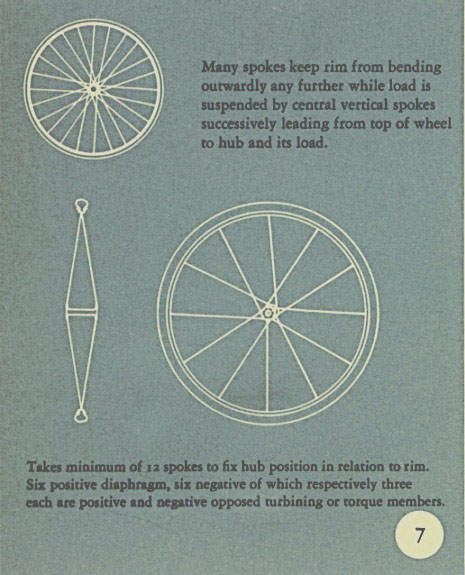 Many spokes keep rim from bending
outwardly any further while load is
suspended by central vertical spokes
successively leading from top of wheel
to hub and its load.
Takes minimum of 12 spokes to fix hub position in relation to rim.
Six positive diaphragm, six negative of which respectively three
each are positive and negative opposed turbining or torque members.
7